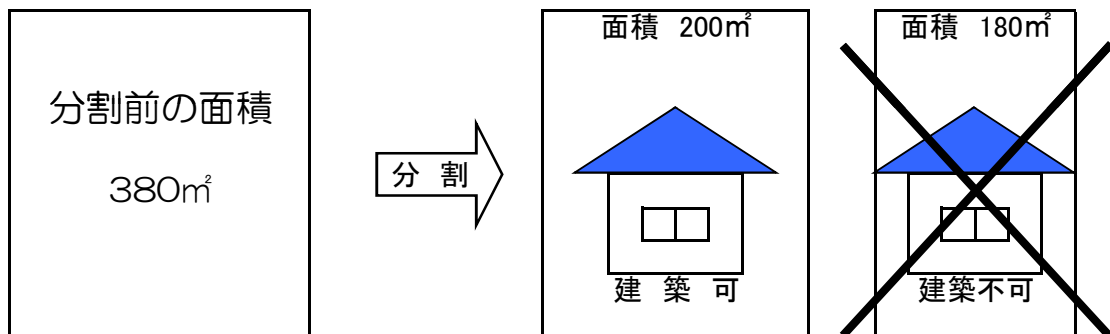 分割前の面積
380㎡
分 割
面積 200㎡
建 築 可
面積 180㎡
建築不可